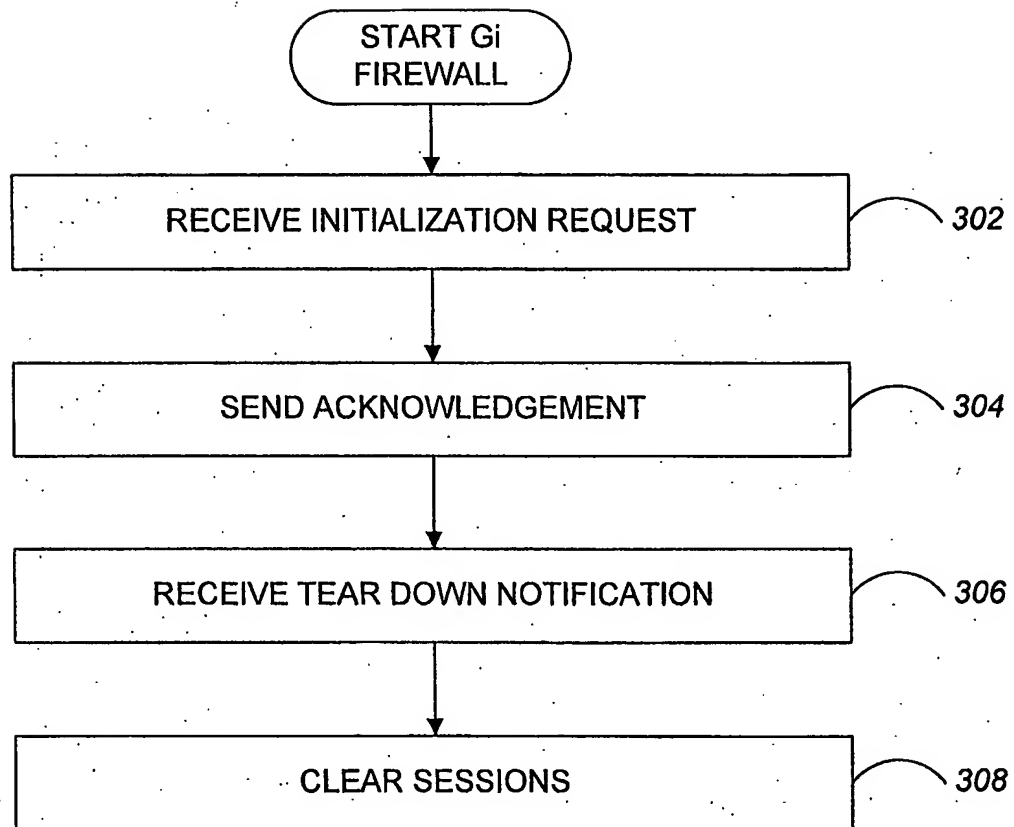 START Gi
FIREWALL
RECEIVE INITIALIZATION REQUEST
302
SEND ACKNOWLEDGEMENT
304
RECEIVE TEAR DOWN NOTIFICATION
306
CLEAR SESSIONS
308